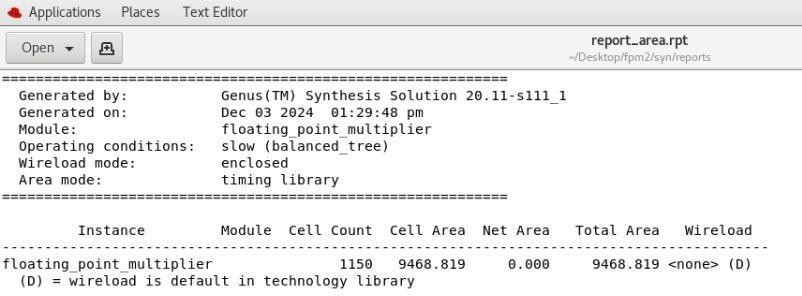 Applications Places Text Editor
Open
report_area.rpt
~/Desktop/fpm2/syn/reports
============================================================
  Generated by:           Genus(TM) Synthesis Solution 20.11-s111_1
  Generated on:           Dec 03 2024  01:29:48 pm
  Module:                 floating_point_multiplier
  Operating conditions:   slow (balanced_tree)
  Wireload mode:          enclosed
  Area mode:              timing library
============================================================
         Instance         Module  Cell Count  Cell Area  Net Area   Total Area   Wireload
-------------------------------------------------------------------------------------------
floating_point_multiplier               1150   9468.819     0.000     9468.819 <none> (D)
  (D) = wireload is default in technology library